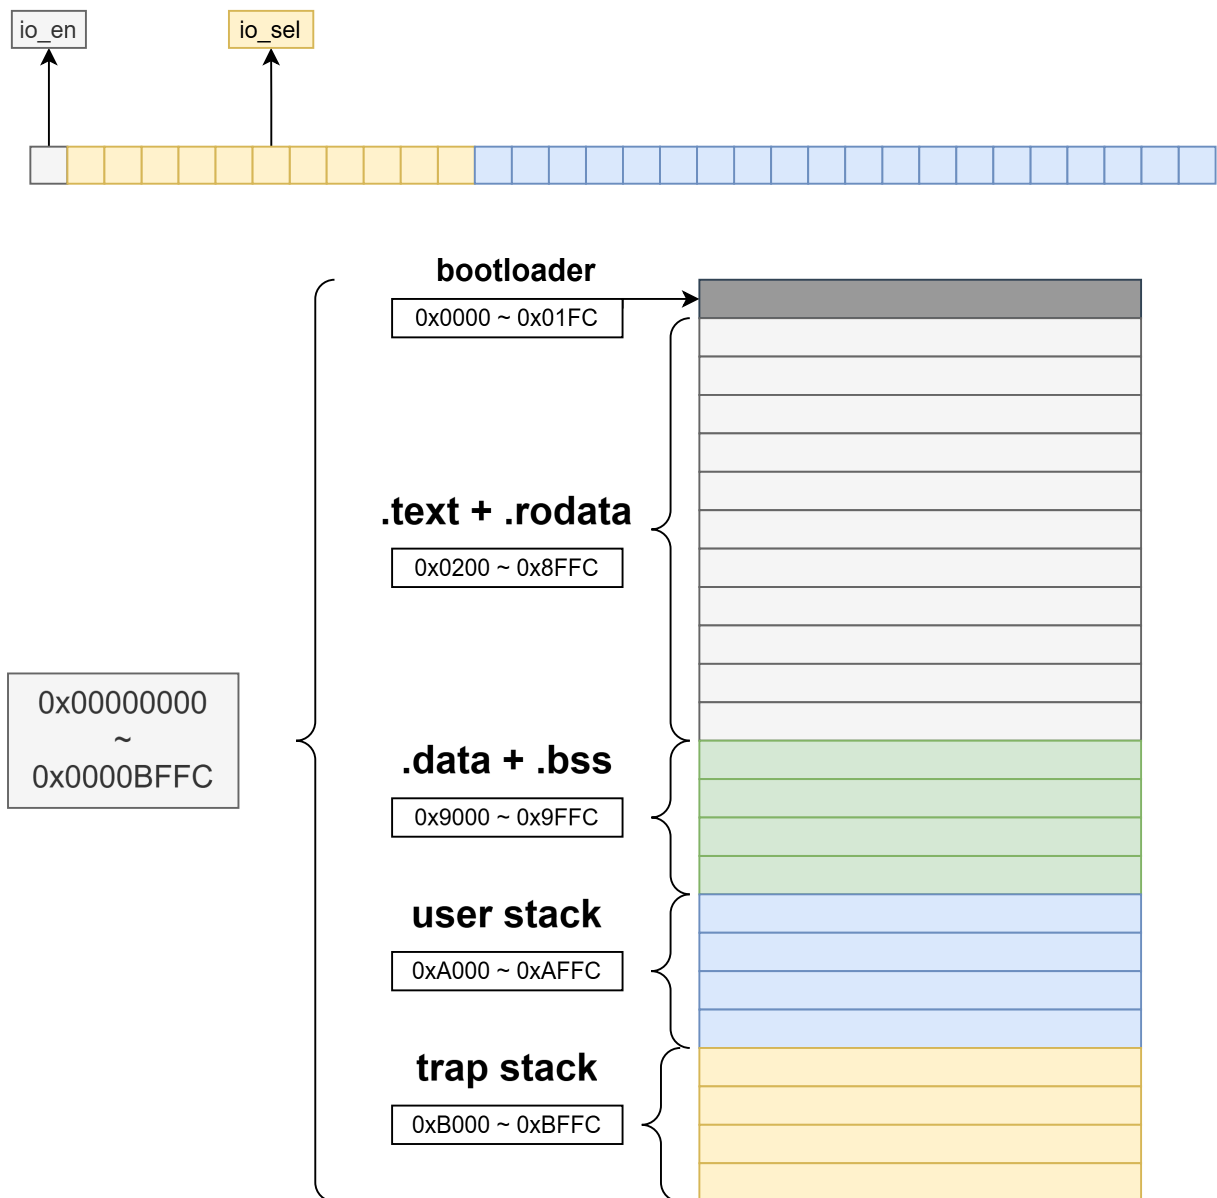 io_en
io_sel
bootloader
0x0000 ~ 0x01FC
.text + .rodata
0x0200 ~ 0x8FFC
0x00000000
~
0x0000BFFC
.data + .bss
0x9000 ~ 0x9FFC
user stack
0xA000 ~ 0xAFFC
trap stack
0xB000 ~ 0xBFFC